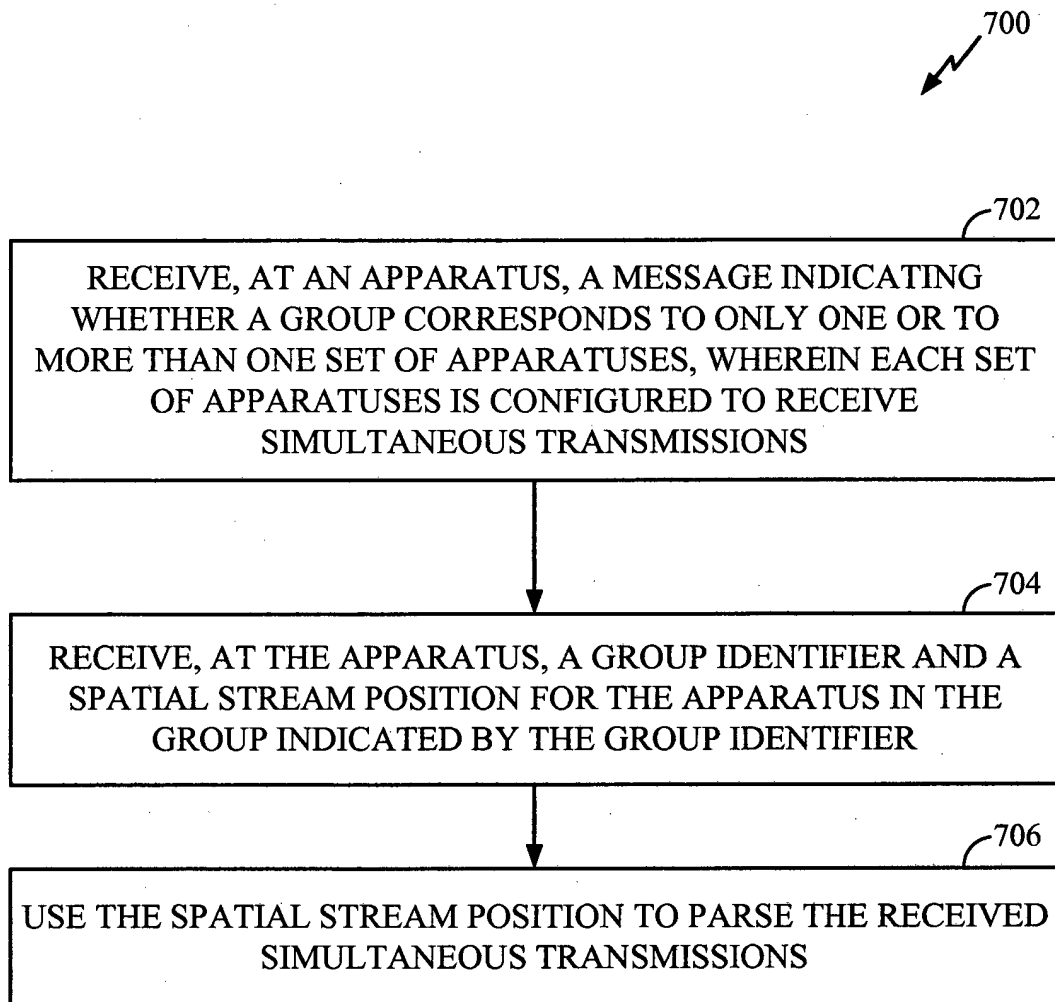 700
702
RECEIVE, AT AN APPARATUS, A MESSAGE INDICATING
WHETHER A GROUP CORRESPONDS TO ONLY ONE OR TO
MORE THAN ONE SET OF APPARATUSES, WHEREIN EACH SET
OF APPARATUSES IS CONFIGURED TO RECEIVE
SIMULTANEOUS TRANSMISSIONS
704
RECEIVE, AT THE APPARATUS, A GROUP IDENTIFIER AND A
SPATIAL STREAM POSITION FOR THE APPARATUS IN THE
GROUP INDICATED BY THE GROUP IDENTIFIER
706
USE THE SPATIAL STREAM POSITION TO PARSE THE RECEIVED
SIMULTANEOUS TRANSMISSIONS